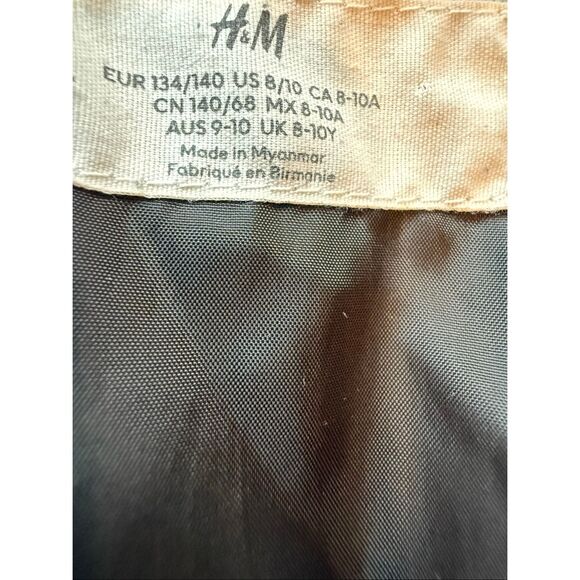 H&M
EUR 134/140 US 8/10 CA 8-10A
CN 140/68 MX 8-10A
AUS 9-10 UK 8-10Y
Made in Myanmar
Fabriqué en Birmanie